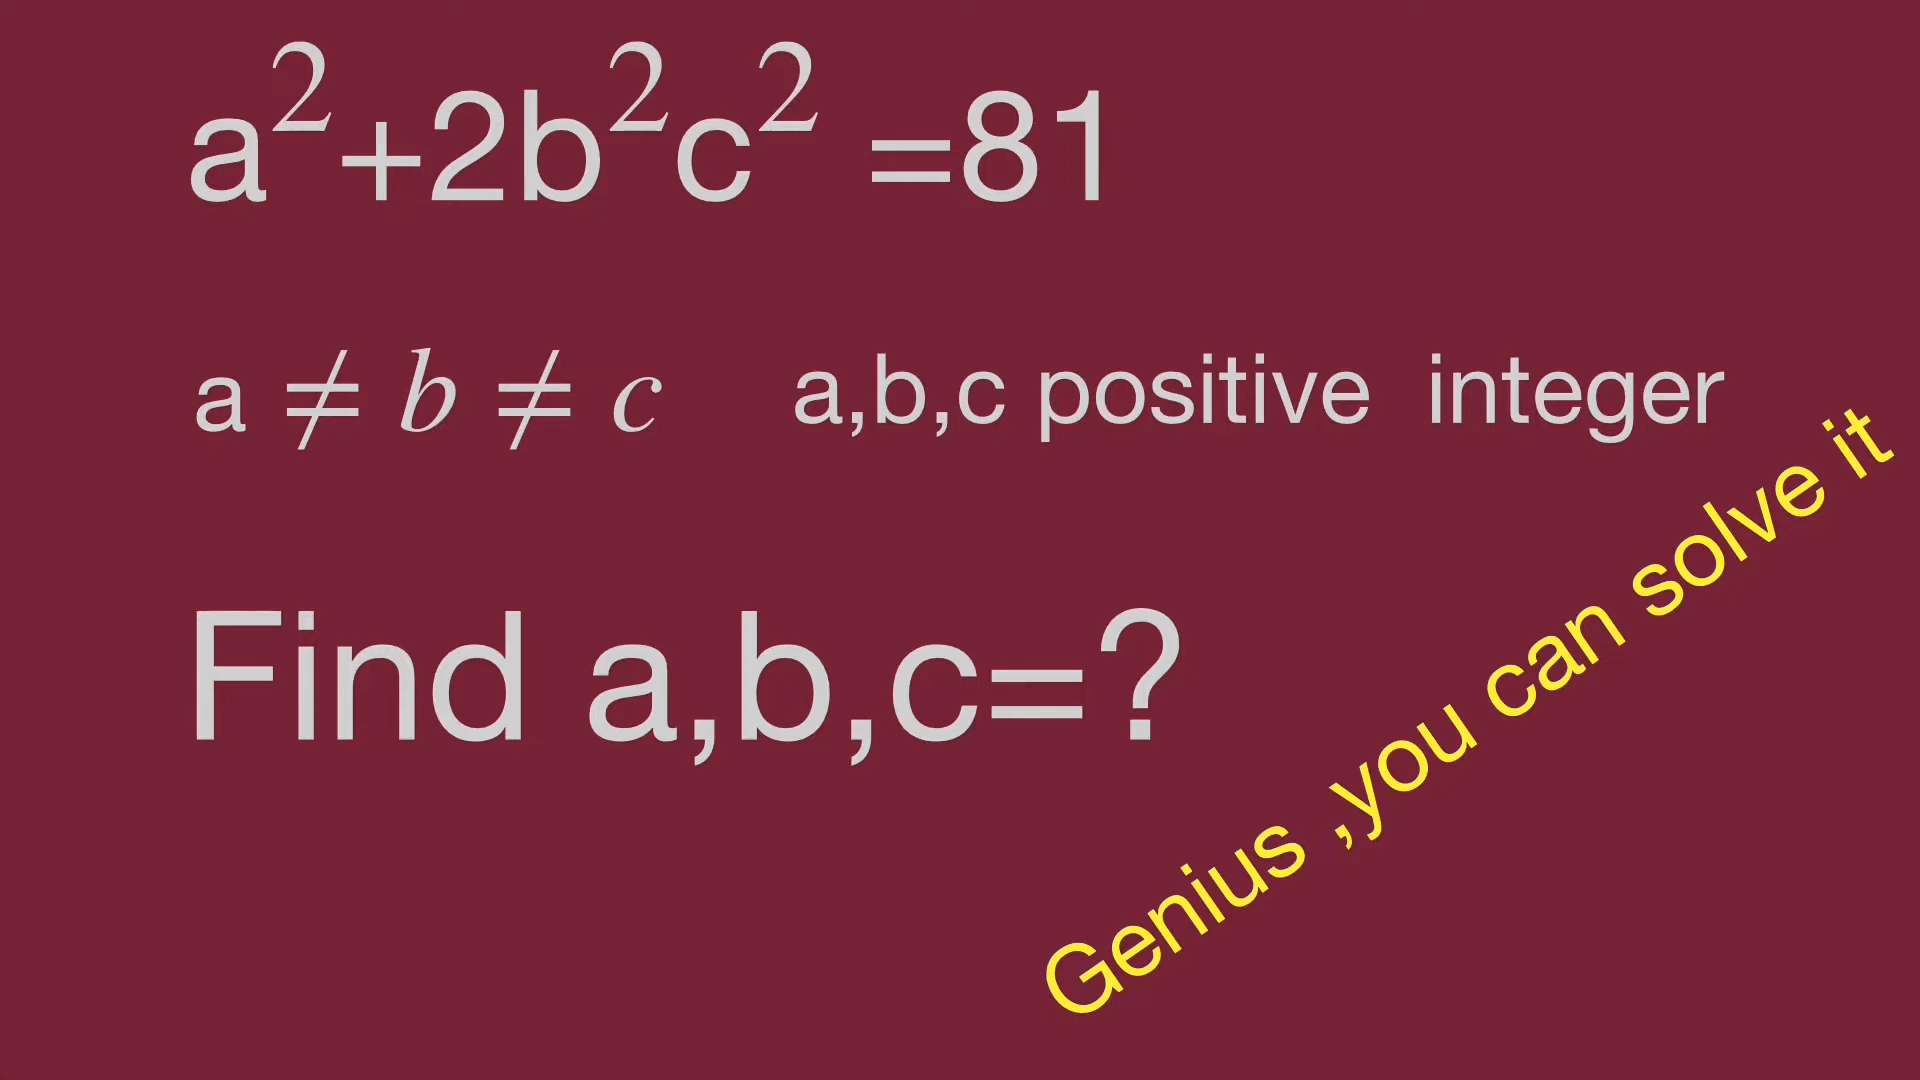 a²+2b²c² =81
a ≠ b ≠ c a,b,c positive integer
Find a,b,c=?
Genius ,you can solve it